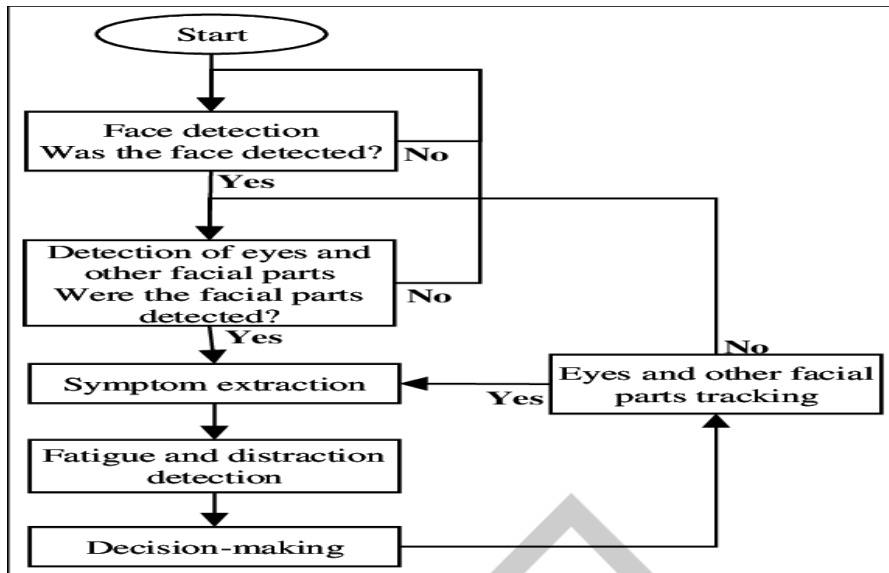 Start
Face detection
Was the face detected?
No
Yes
Detection of eyes and
other facial parts
Were the facial parts
detected?
No
Yes
Symptom extraction
Yes
No
Eyes and other facial
parts tracking
Fatigue and distraction
detection
Decision-making